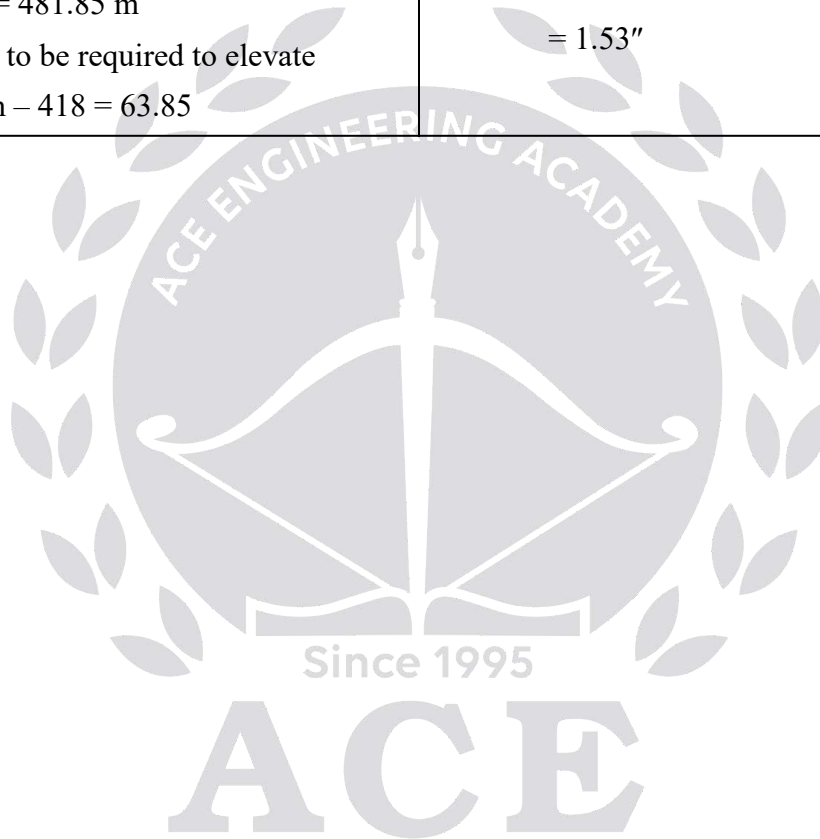 = 481.85 m
to be required to elevate
– 418 = 63.85
= 1.53″
ACE ENGINEERING ACADEMY
Since 1995
ACE